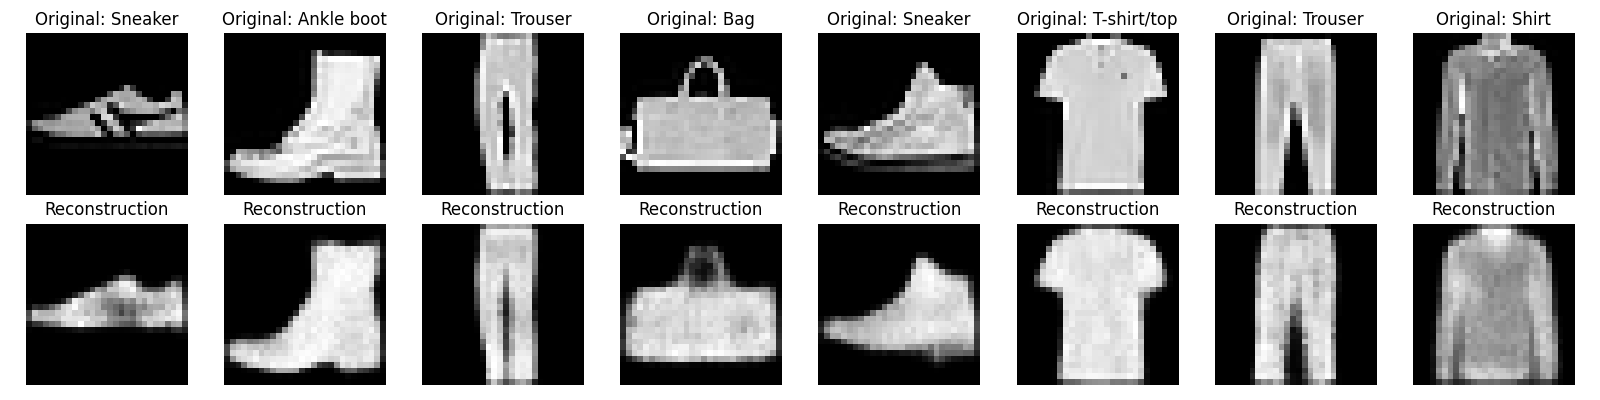 Original: Sneaker
Original: Ankle boot
Original: Trouser
Original: Bag
Original: Sneaker
Original: T-shirt/top
Original: Trouser
Original: Shirt
Reconstruction
Reconstruction
Reconstruction
Reconstruction
Reconstruction
Reconstruction
Reconstruction
Reconstruction